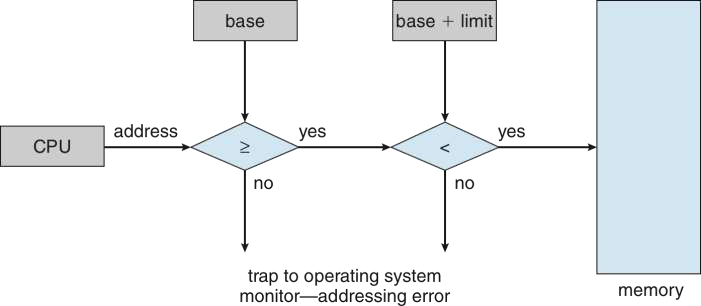 base
base + limit
CPU
address
≥
yes
<
yes
no
no
trap to operating system
monitor—addressing error
memory